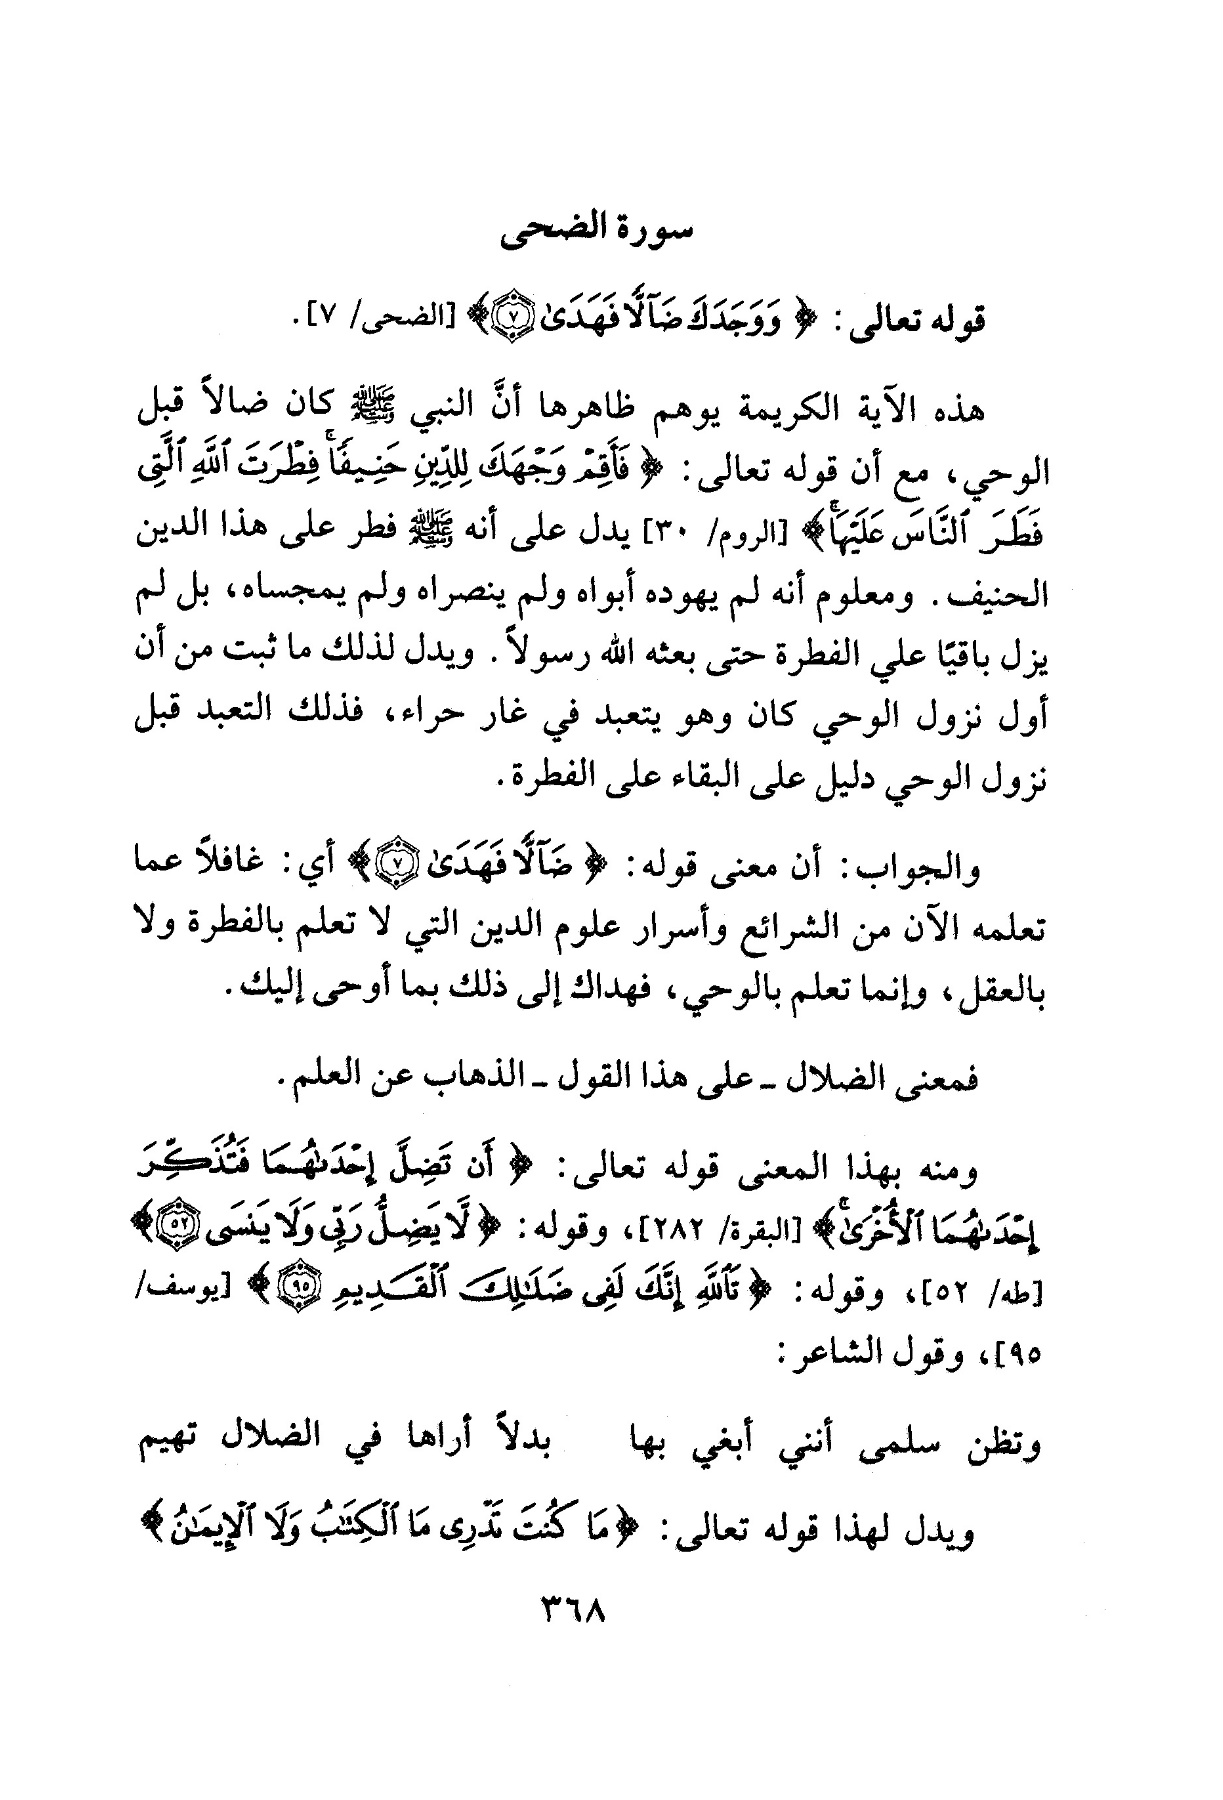 سورة الضحى
قوله تعالى: ﴿ وَوَجَدَكَ ضَآلًّا فَهَدَىٰ ٧ ﴾ [الضحى/ ٧].
هذه الآية الكريمة يوهم ظاهرها أنَّ النبي ﷺ كان ضالاً قبل
الوحي، مع أن قوله تعالى: ﴿ فَأَقِمْ وَجْهَكَ لِلدِّينِ حَنِيفًاۚ فِطْرَتَ ٱللَّهِ ٱلَّتِى
فَطَرَ ٱلنَّاسَ عَلَيْهَاۚ ﴾ [الروم/ ٣٠] يدل على أنه ﷺ فطر على هذا الدين
الحنيف. ومعلوم أنه لم يهوده أبواه ولم ينصراه ولم يمجساه، بل لم
يزل باقيًا علي الفطرة حتى بعثه الله رسولاً. ويدل لذلك ما ثبت من أن
أول نزول الوحي كان وهو يتعبد في غار حراء، فذلك التعبد قبل
نزول الوحي دليل على البقاء على الفطرة.
والجواب: أن معنى قوله: ﴿ ضَآلًّا فَهَدَىٰ ٧ ﴾ أي: غافلاً عما
تعلمه الآن من الشرائع وأسرار علوم الدين التي لا تعلم بالفطرة ولا
بالعقل، وإنما تعلم بالوحي، فهداك إلى ذلك بما أوحى إليك.
فمعنى الضلال ـ على هذا القول ـ الذهاب عن العلم.
ومنه بهذا المعنى قوله تعالى: ﴿ أَن تَضِلَّ إِحْدَىٰهُمَا فَتُذَكِّرَ
إِحْدَىٰهُمَا ٱلْأُخْرَىٰۚ ﴾ [البقرة/ ٢٨٢]، وقوله: ﴿ لَّا يَضِلُّ رَبِّى وَلَا يَنسَى ٥٢ ﴾
[طه/ ٥٢]، وقوله: ﴿ تَٱللَّهِ إِنَّكَ لَفِى ضَلَٰلِكَ ٱلْقَدِيمِ ٩٥ ﴾ [يوسف/
٩٥]، وقول الشاعر:
وتظن سلمى أنني أبغي بها بدلاً أراها في الضلال تهيم
ويدل لهذا قوله تعالى: ﴿ مَا كُنتَ تَدْرِى مَا ٱلْكِتَٰبُ وَلَا ٱلْإِيمَٰنُ ﴾
٣٦٨